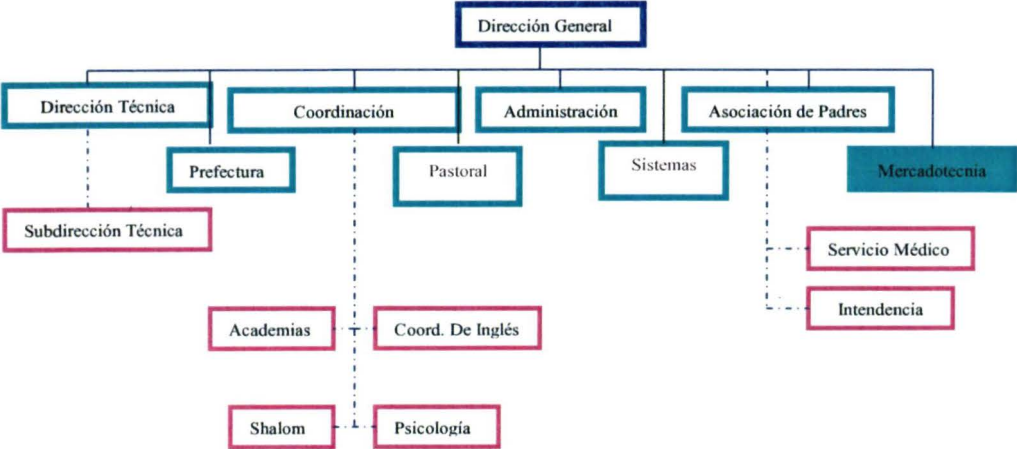 Dirección General
Dirección Técnica
Coordinación
Administración
Asociación de Padres
Prefectura
Pastoral
Sistemas
Mercadotecnia
Subdirección Técnica
Servicio Médico
Intendencia
Academias
Coord. De Inglés
Shalom
Psicología